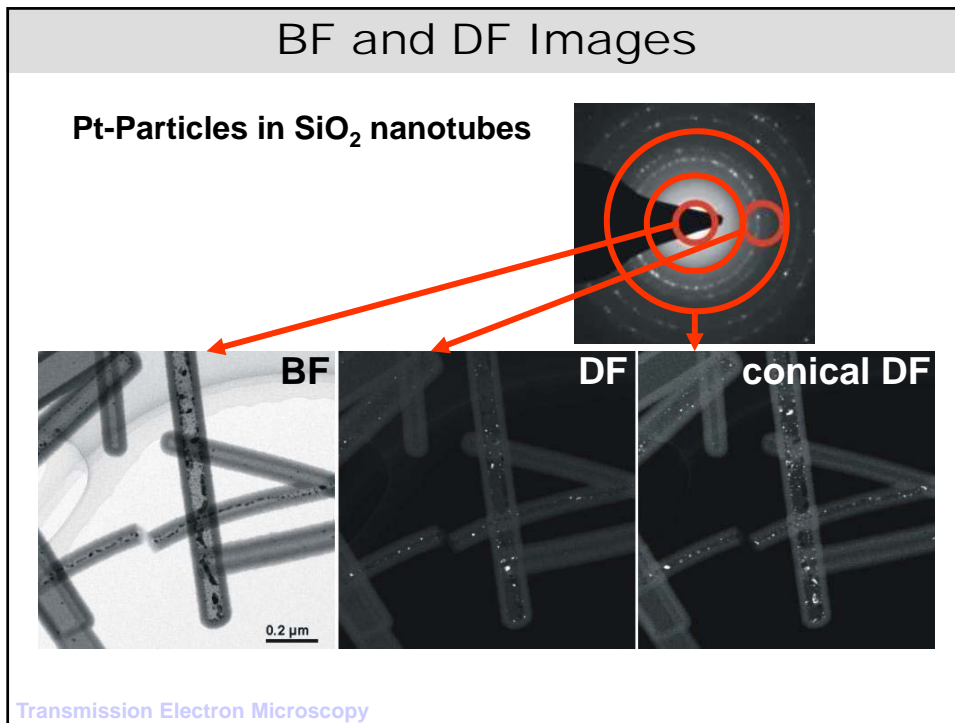 BF and DF Images
Pt-Particles in SiO₂ nanotubes
BF
DF
conical DF
0.2 µm
Transmission Electron Microscopy